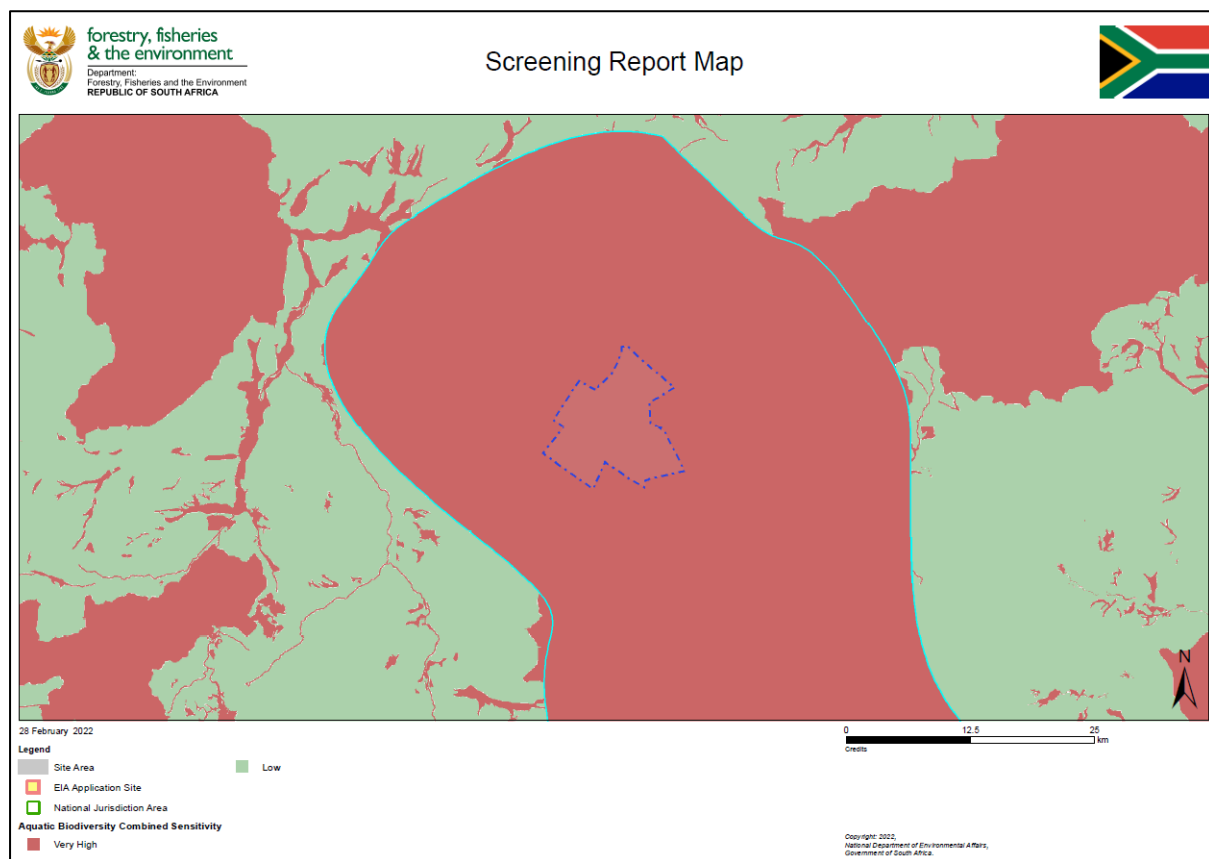 forestry, fisheries
& the environment
Department:
Forestry, Fisheries and the Environment
REPUBLIC OF SOUTH AFRICA
Screening Report Map
N
28 February 2022
0 12.5 25
km
Credits
Legend
Site Area
Low
EIA Application Site
National Jurisdiction Area
Aquatic Biodiversity Combined Sensitivity
Very High
Copyright: 2022,
National Department of Environmental Affairs,
Government of South Africa.